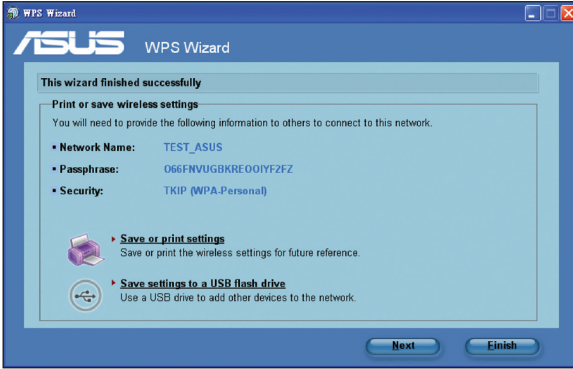 WPS Wizard
ASUS WPS Wizard
This wizard finished successfully
Print or save wireless settings
You will need to provide the following information to others to connect to this network.
Network Name: TEST_ASUS
Passphrase: O66FNVUGBKREOOIYF2FZ
Security: TKIP (WPA-Personal)
Save or print settings
Save or print the wireless settings for future reference.
Save settings to a USB flash drive
Use a USB drive to add other devices to the network.
Next Finish